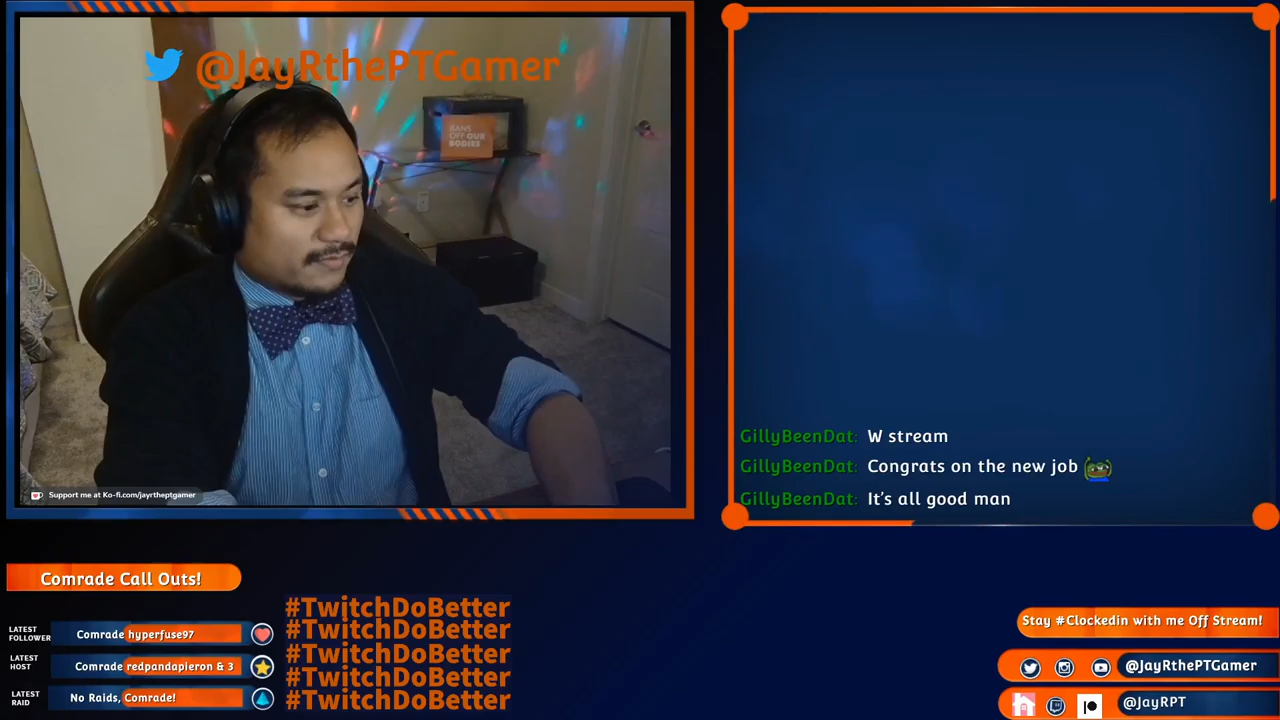 @JayRthePTGamer
BANS
OFF OUR
BODIES
Support me at Ko-fi.com/jayrtheptgamer
GillyBeenDat: W stream
GillyBeenDat: Congrats on the new job
GillyBeenDat: It's all good man
Comrade Call Outs!
LATEST
FOLLOWER
Comrade hyperfuse97
LATEST
HOST
Comrade redpandapieron & 3
LATEST
RAID
No Raids, Comrade!
#TwitchDoBetter
#TwitchDoBetter
#TwitchDoBetter
#TwitchDoBetter
#TwitchDoBetter
Stay #Clockedin with me Off Stream!
@JayRthePTGamer
@JayRPT